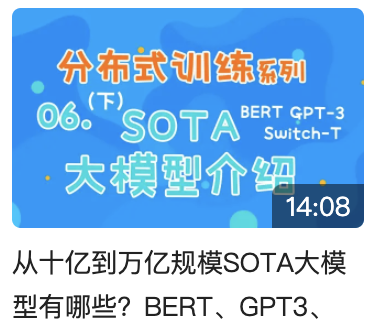 分布式训练系列
06.(下)SOTA BERT GPT-3
Switch-T
大模型介绍
14:08
从十亿到万亿规模SOTA大模
型有哪些？BERT、GPT3、